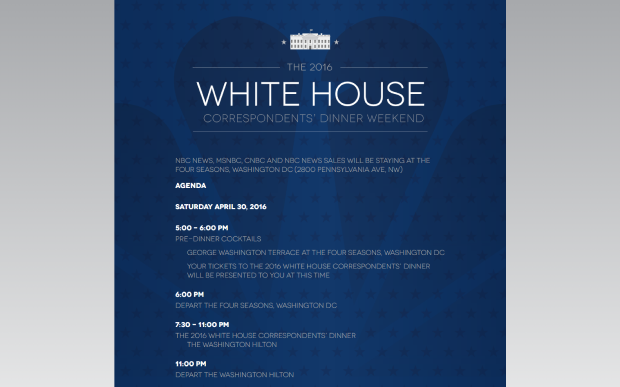 THE 2016
WHITE HOUSE
CORRESPONDENTS' DINNER WEEKEND
NBC NEWS, MSNBC, CNBC AND NBC NEWS SALES WILL BE STAYING AT THE
FOUR SEASONS, WASHINGTON DC (2800 PENNSYLVANIA AVE, NW)
AGENDA
SATURDAY APRIL 30, 2016
5:00 – 6:00 PM
PRE-DINNER COCKTAILS
GEORGE WASHINGTON TERRACE AT THE FOUR SEASONS, WASHINGTON DC
YOUR TICKETS TO THE 2016 WHITE HOUSE CORRESPONDENTS' DINNER
WILL BE PRESENTED TO YOU AT THIS TIME
6:00 PM
DEPART THE FOUR SEASONS, WASHINGTON DC
7:30 – 11:00 PM
THE 2016 WHITE HOUSE CORRESPONDENTS' DINNER
THE WASHINGTON HILTON
11:00 PM
DEPART THE WASHINGTON HILTON